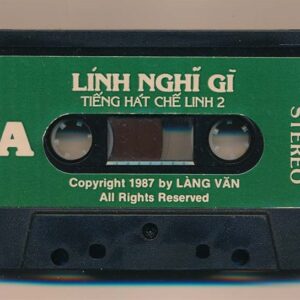 LÍNH NGHĨ GÌ
TIẾNG HÁT CHẾ LINH 2
A
STEREO
Copyright 1987 by LÀNG VĂN
All Rights Reserved